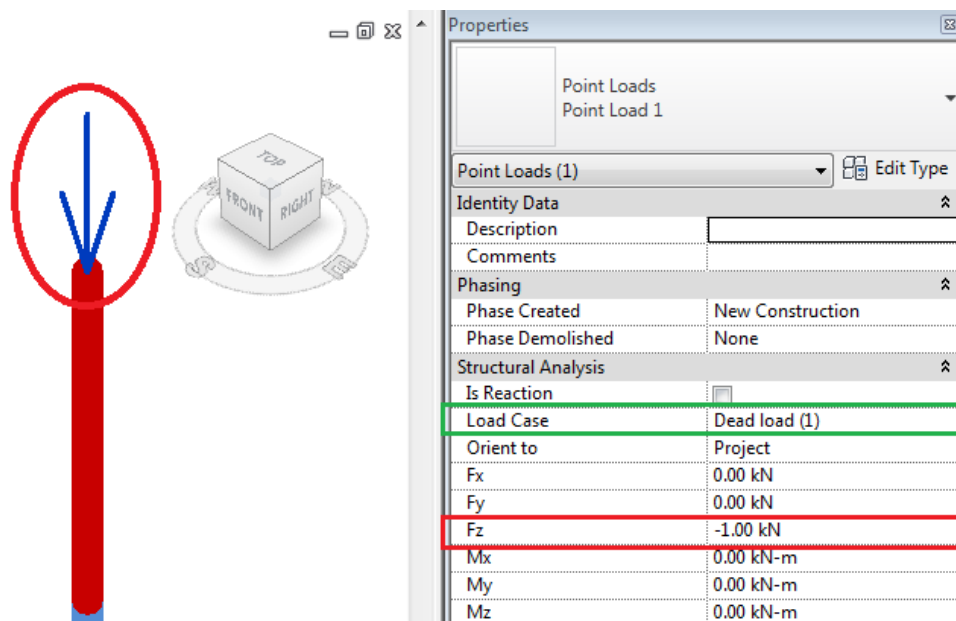 Properties
Point Loads
Point Load 1
Point Loads (1) Edit Type
Identity Data
Description
Comments
Phasing
Phase Created New Construction
Phase Demolished None
Structural Analysis
Is Reaction
Load Case Dead load (1)
Orient to Project
Fx 0.00 kN
Fy 0.00 kN
Fz -1.00 kN
Mx 0.00 kN-m
My 0.00 kN-m
Mz 0.00 kN-m
TOP
FRONT RIGHT
S E